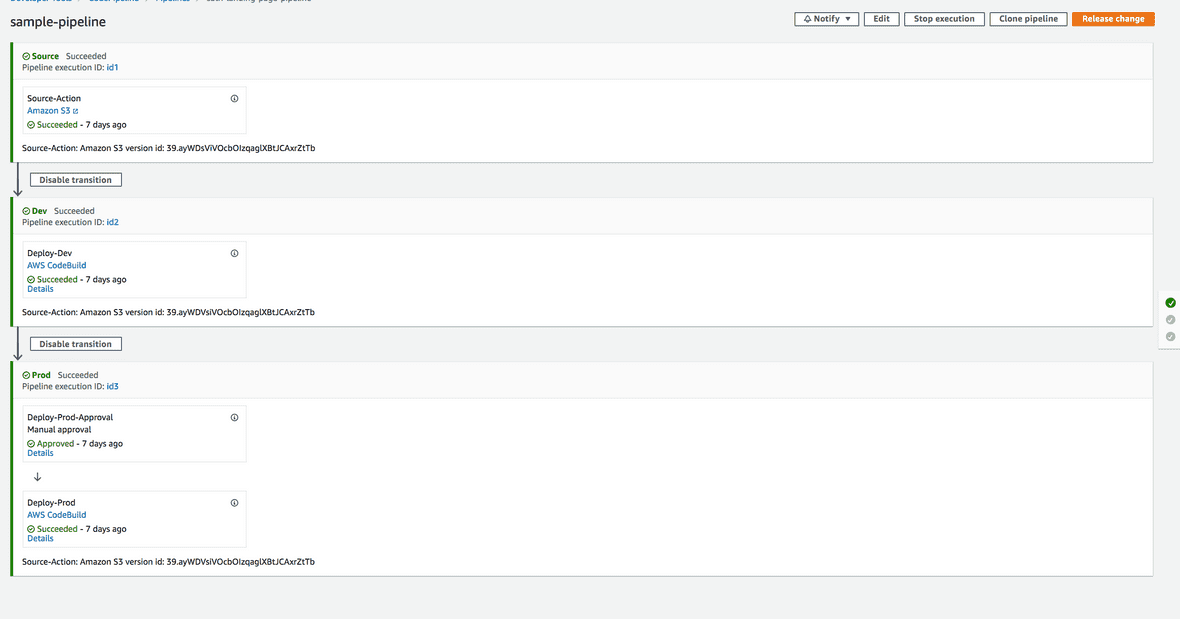 sample-pipeline
Notify Edit Stop execution Clone pipeline Release change
Source Succeeded
Pipeline execution ID: id1
Source-Action
Amazon S3
Succeeded - 7 days ago
Source-Action: Amazon S3 version id: 39.ayWDsViVOcbOIzqaglXBtJCAxrZtTb
Disable transition
Dev Succeeded
Pipeline execution ID: id2
Deploy-Dev
AWS CodeBuild
Succeeded - 7 days ago
Details
Source-Action: Amazon S3 version id: 39.ayWDVsiVOcbOIzqaglXBtJCAxrZtTb
Disable transition
Prod Succeeded
Pipeline execution ID: id3
Deploy-Prod-Approval
Manual approval
Approved - 7 days ago
Details
Deploy-Prod
AWS CodeBuild
Succeeded - 7 days ago
Details
Source-Action: Amazon S3 version id: 39.ayWDVsiVOcbOIzqaglXBtJCAxrZtTb